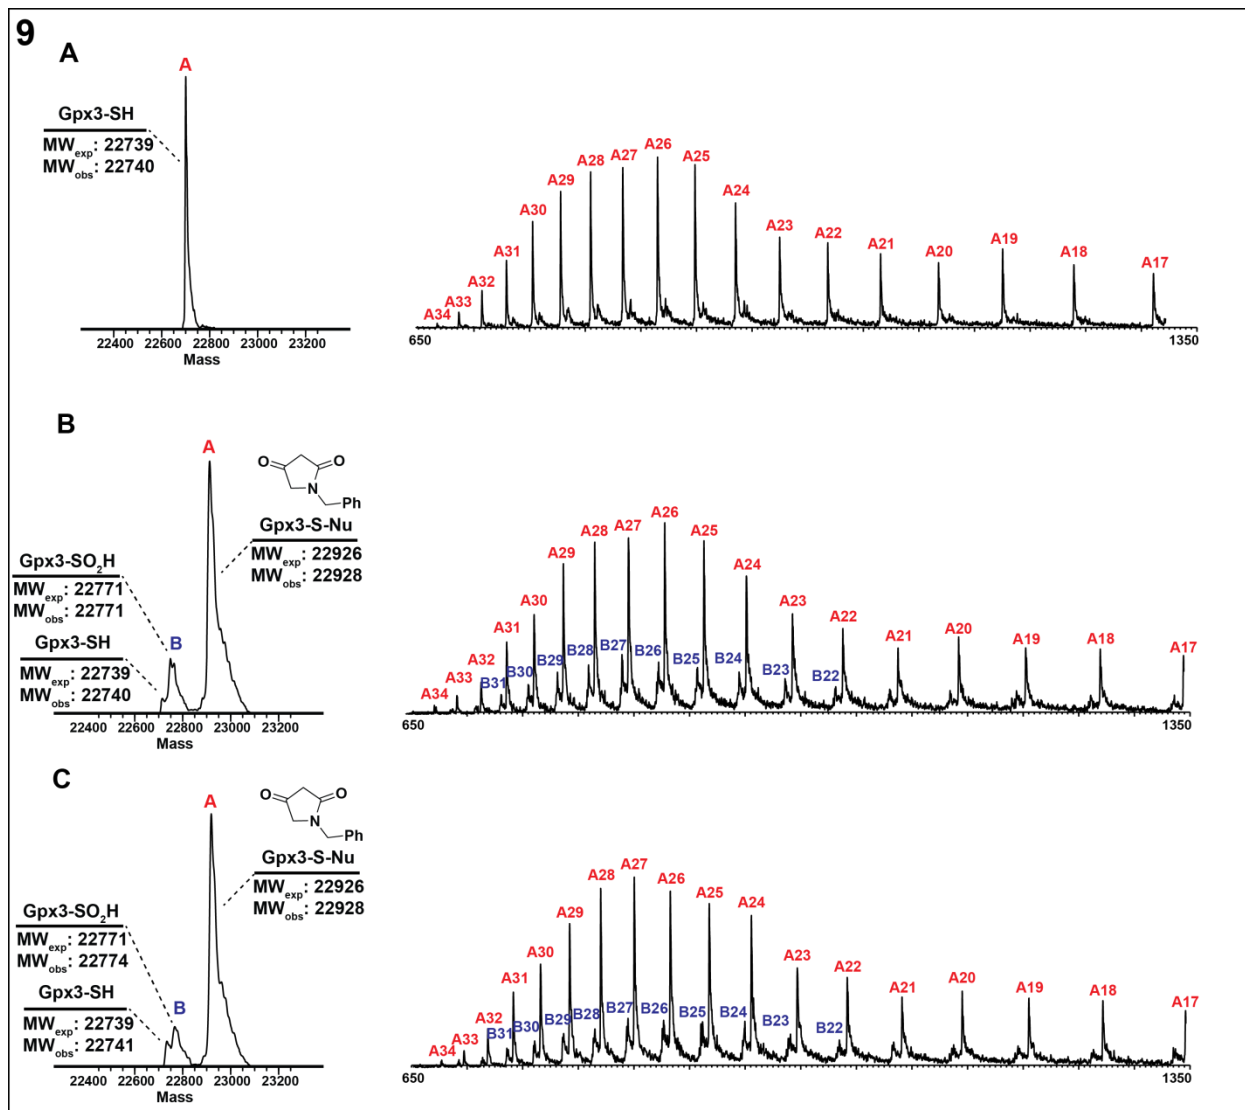 9
A
A
Gpx3-SH
MWexp: 22739
MWobs: 22740
22400 22600 22800 23000 23200
Mass
A34 A33 A32 A31 A30 A29 A28 A27 A26 A25 A24 A23 A22 A21 A20 A19 A18 A17
650 1350
B
A
O O
N
Ph
Gpx3-S-Nu
MWexp: 22926
MWobs: 22928
Gpx3-SO2H
MWexp: 22771
MWobs: 22771
B
Gpx3-SH
MWexp: 22739
MWobs: 22740
22400 22600 22800 23000 23200
Mass
A34 A33 A32 A31 A30 A29 A28 A27 A26 A25 A24 A23 A22 A21 A20 A19 A18 A17
B31 B30 B29 B28 B27 B26 B25 B24 B23 B22
650 1350
C
A
O O
N
Ph
Gpx3-S-Nu
MWexp: 22926
MWobs: 22928
Gpx3-SO2H
MWexp: 22771
MWobs: 22774
B
Gpx3-SH
MWexp: 22739
MWobs: 22741
22400 22600 22800 23000 23200
Mass
A34 A33 A32 A31 A30 A29 A28 A27 A26 A25 A24 A23 A22 A21 A20 A19 A18 A17
B31 B30 B29 B28 B27 B26 B25 B24 B23 B22
650 1350